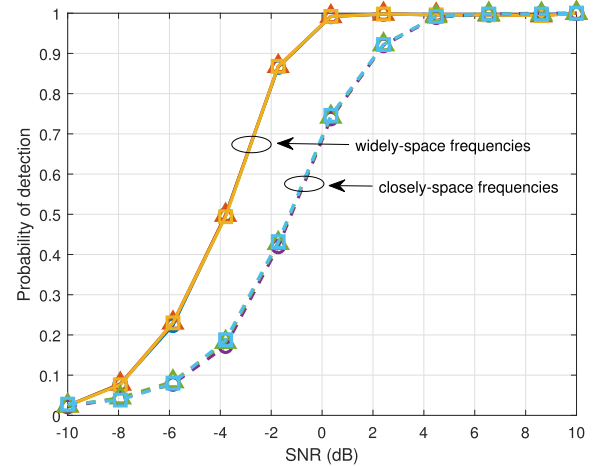 1
0.9
0.8
0.7
0.6
0.5
0.4
0.3
0.2
0.1
0
Probability of detection
widely-space frequencies
closely-space frequencies
-10 -8 -6 -4 -2 0 2 4 6 8 10
SNR (dB)